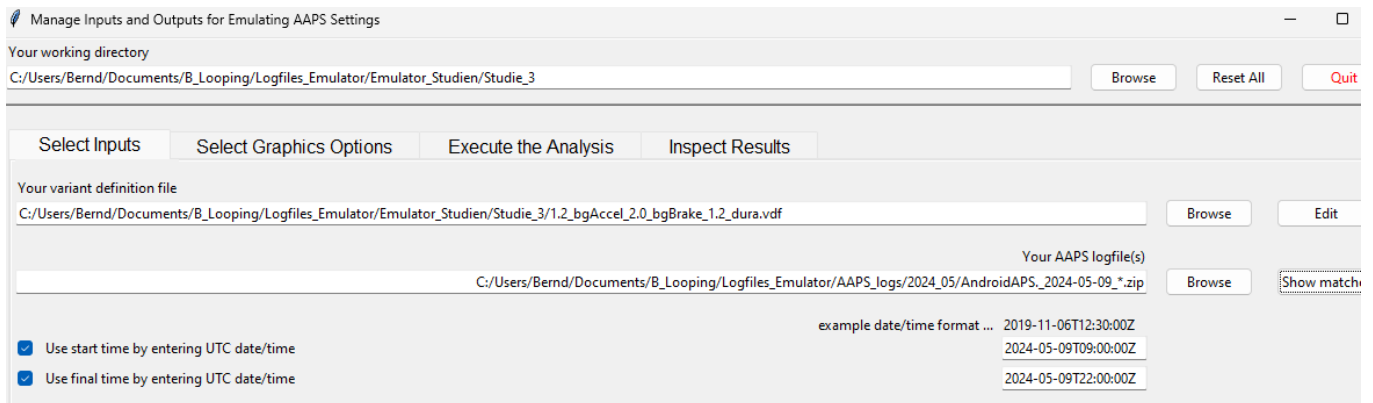 Manage Inputs and Outputs for Emulating AAPS Settings
Your working directory
C:/Users/Bernd/Documents/B_Looping/Logfiles_Emulator/Emulator_Studien/Studie_3 Browse Reset All Quit
Select Inputs Select Graphics Options Execute the Analysis Inspect Results
Your variant definition file
C:/Users/Bernd/Documents/B_Looping/Logfiles_Emulator/Emulator_Studien/Studie_3/1.2_bgAccel_2.0_bgBrake_1.2_dura.vdf Browse Edit
Your AAPS logfile(s)
C:/Users/Bernd/Documents/B_Looping/Logfiles_Emulator/AAPS_logs/2024_05/AndroidAPS._2024-05-09_*.zip Browse Show matche
example date/time format ... 2019-11-06T12:30:00Z
Use start time by entering UTC date/time 2024-05-09T09:00:00Z
Use final time by entering UTC date/time 2024-05-09T22:00:00Z